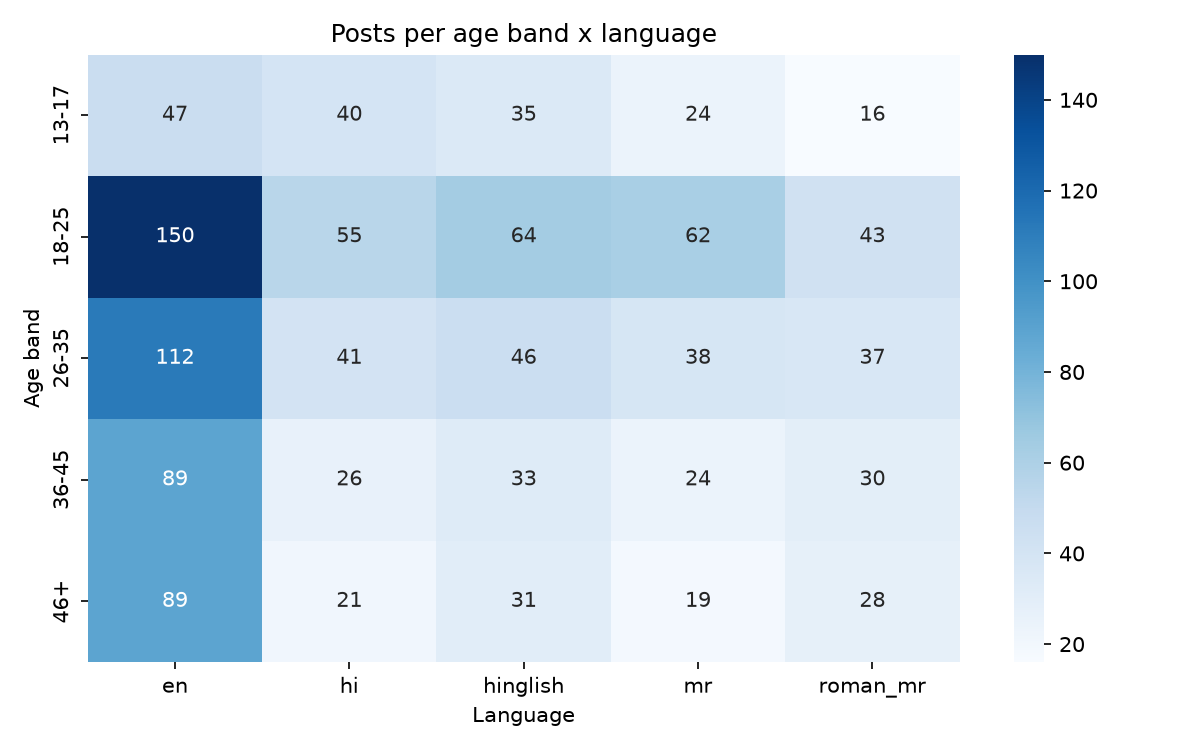 Posts per age band x language
13-17 47 40 35 24 16
18-25 150 55 64 62 43
26-35 112 41 46 38 37
36-45 89 26 33 24 30
46+ 89 21 31 19 28
Age band
en hi hinglish mr roman_mr
Language
140
120
100
80
60
40
20